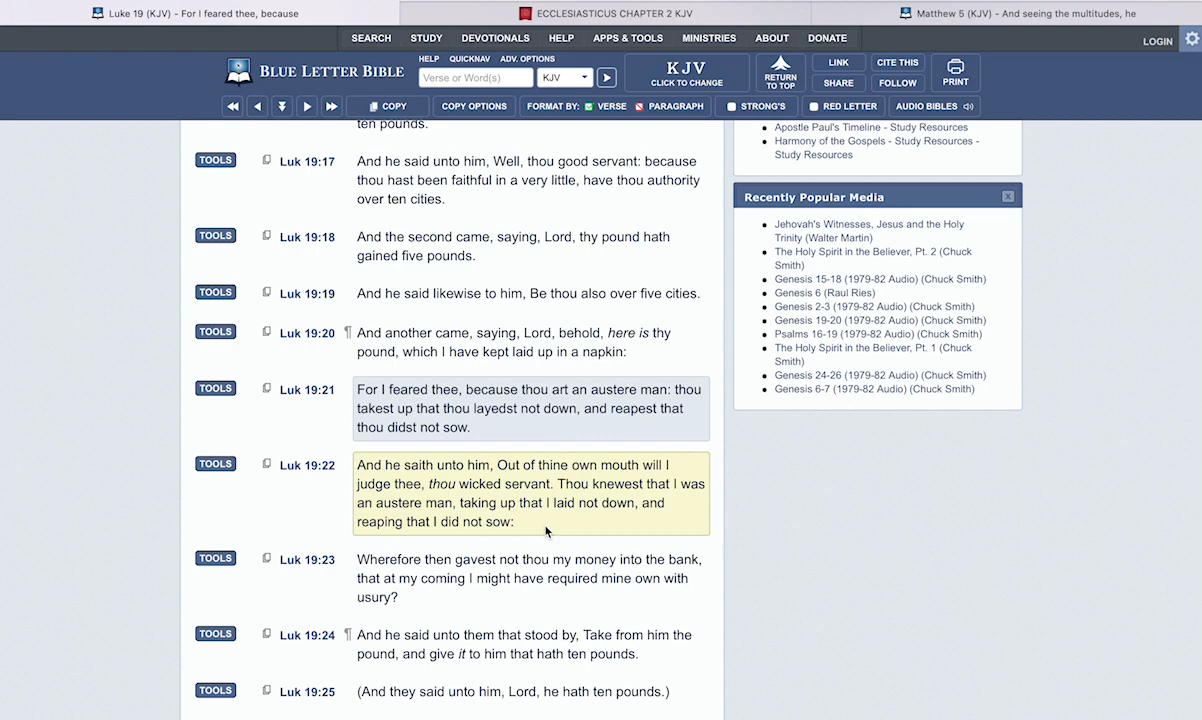 Luke 19 (KJV) - For I feared thee, because
ECCLESIASTICUS CHAPTER 2 KJV
Matthew 5 (KJV) - And seeing the multitudes, he
SEARCH STUDY DEVOTIONALS HELP APPS & TOOLS MINISTRIES ABOUT DONATE
LOGIN
BLUE LETTER BIBLE
HELP QUICKNAV ADV. OPTIONS
Verse or Word(s)
KJV
KJV
CLICK TO CHANGE
RETURN
TO TOP
LINK
CITE THIS
SHARE
FOLLOW
PRINT
COPY
COPY OPTIONS
FORMAT BY: VERSE PARAGRAPH
STRONG'S
RED LETTER
AUDIO BIBLES
ten pounds.
TOOLS Luk 19:17 And he said unto him, Well, thou good servant: because
thou hast been faithful in a very little, have thou authority
over ten cities.
TOOLS Luk 19:18 And the second came, saying, Lord, thy pound hath
gained five pounds.
TOOLS Luk 19:19 And he said likewise to him, Be thou also over five cities.
TOOLS Luk 19:20 ¶ And another came, saying, Lord, behold, here is thy
pound, which I have kept laid up in a napkin:
TOOLS Luk 19:21 For I feared thee, because thou art an austere man: thou
takest up that thou layedst not down, and reapest that
thou didst not sow.
TOOLS Luk 19:22 And he saith unto him, Out of thine own mouth will I
judge thee, thou wicked servant. Thou knewest that I was
an austere man, taking up that I laid not down, and
reaping that I did not sow:
TOOLS Luk 19:23 Wherefore then gavest not thou my money into the bank,
that at my coming I might have required mine own with
usury?
TOOLS Luk 19:24 ¶ And he said unto them that stood by, Take from him the
pound, and give it to him that hath ten pounds.
TOOLS Luk 19:25 (And they said unto him, Lord, he hath ten pounds.)
Apostle Paul's Timeline - Study Resources
Harmony of the Gospels - Study Resources -
Study Resources
Recently Popular Media
Jehovah's Witnesses, Jesus and the Holy
Trinity (Walter Martin)
The Holy Spirit in the Believer, Pt. 2 (Chuck
Smith)
Genesis 15-18 (1979-82 Audio) (Chuck Smith)
Genesis 6 (Raul Ries)
Genesis 2-3 (1979-82 Audio) (Chuck Smith)
Genesis 19-20 (1979-82 Audio) (Chuck Smith)
Psalms 16-19 (1979-82 Audio) (Chuck Smith)
The Holy Spirit in the Believer, Pt. 1 (Chuck
Smith)
Genesis 24-26 (1979-82 Audio) (Chuck Smith)
Genesis 6-7 (1979-82 Audio) (Chuck Smith)